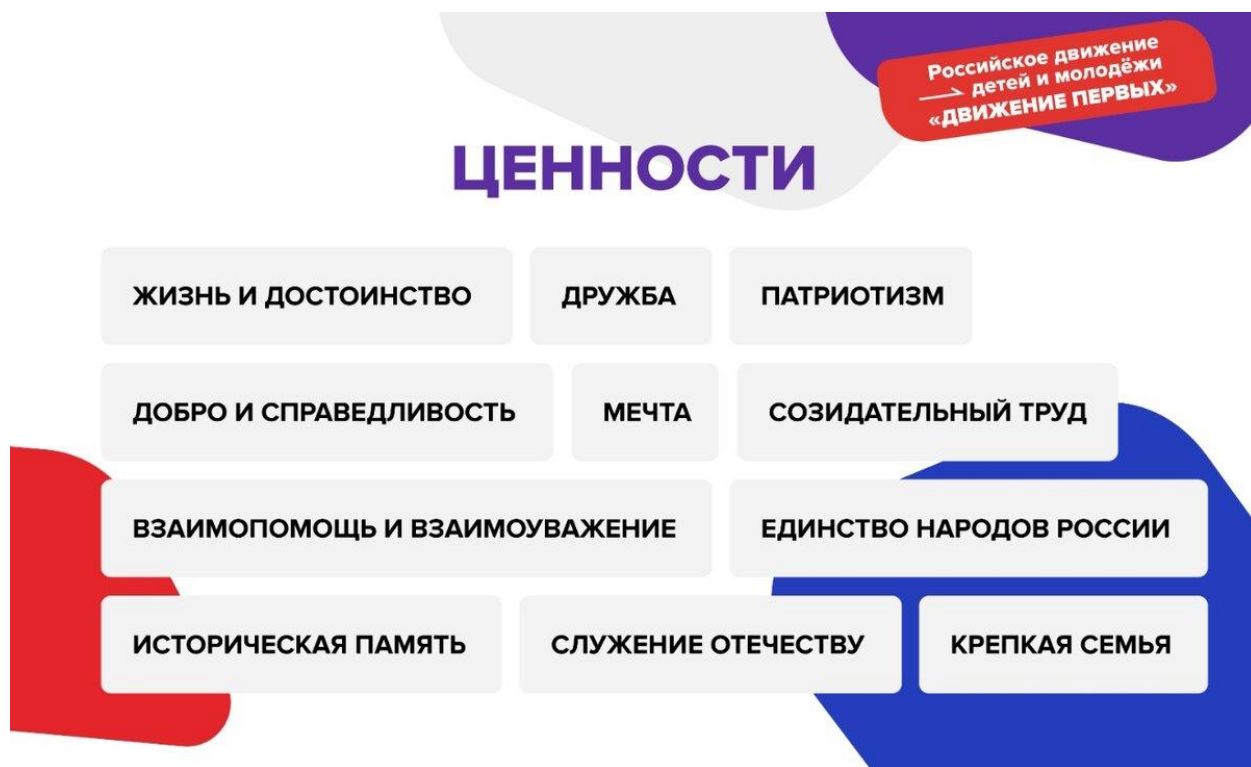 Российское движение
детей и молодёжи
«ДВИЖЕНИЕ ПЕРВЫХ»
ЦЕННОСТИ
ЖИЗНЬ И ДОСТОИНСТВО
ДРУЖБА
ПАТРИОТИЗМ
ДОБРО И СПРАВЕДЛИВОСТЬ
МЕЧТА
СОЗИДАТЕЛЬНЫЙ ТРУД
ВЗАИМОПОМОЩЬ И ВЗАИМОУВАЖЕНИЕ
ЕДИНСТВО НАРОДОВ РОССИИ
ИСТОРИЧЕСКАЯ ПАМЯТЬ
СЛУЖЕНИЕ ОТЕЧЕСТВУ
КРЕПКАЯ СЕМЬЯ